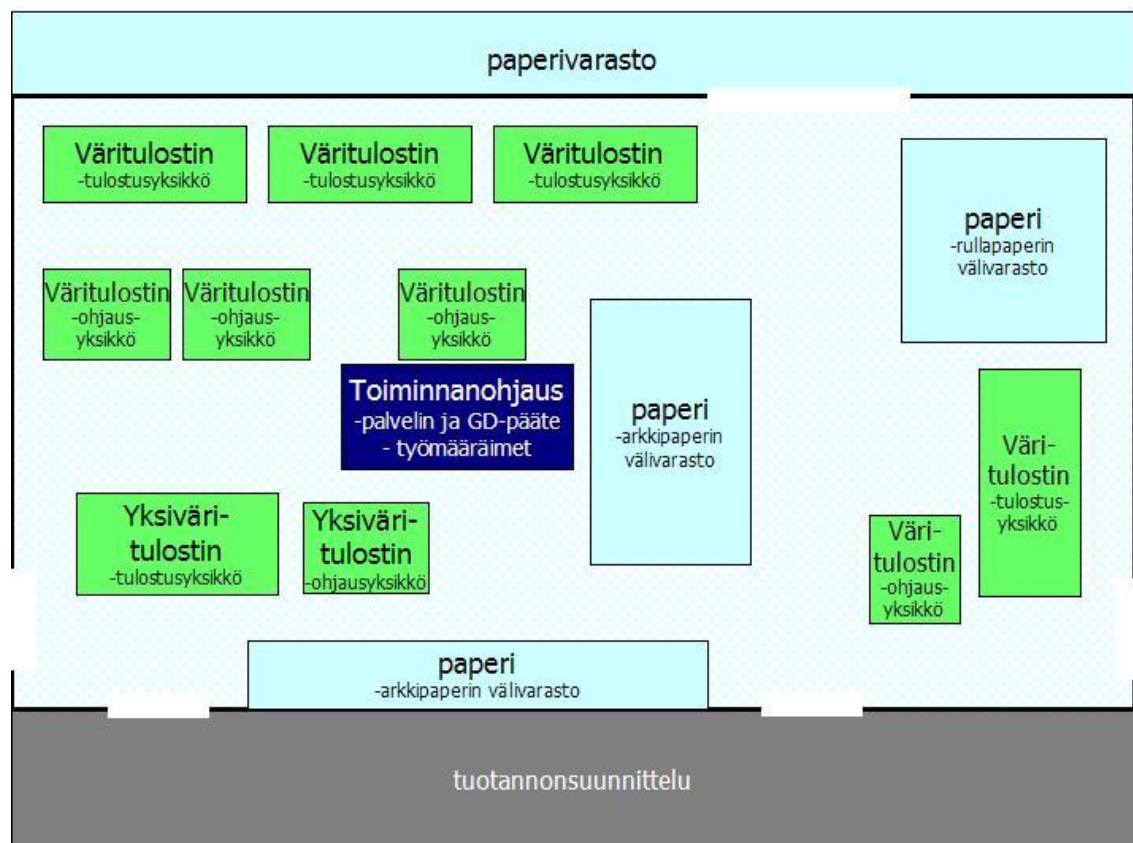 paperivarasto
Väritulostin
-tulostusyksikkö
Väritulostin
-tulostusyksikkö
Väritulostin
-tulostusyksikkö
paperi
-rullapaperin
välivarasto
Väritulostin
-ohjaus-
yksikkö
Väritulostin
-ohjaus-
yksikkö
Väritulostin
-ohjaus-
yksikkö
Toiminnanohjaus
-palvelin ja GD-pääte
- työmääräimet
paperi
-arkkipaperin
välivarasto
Väri-
tulostin
-tulostus-
yksikkö
Yksiväri-
tulostin
-tulostusyksikkö
Yksiväri-
tulostin
-ohjausyksikkö
Väri-
tulostin
-ohjaus-
yksikkö
paperi
-arkkipaperin välivarasto
tuotannonsuunnittelu